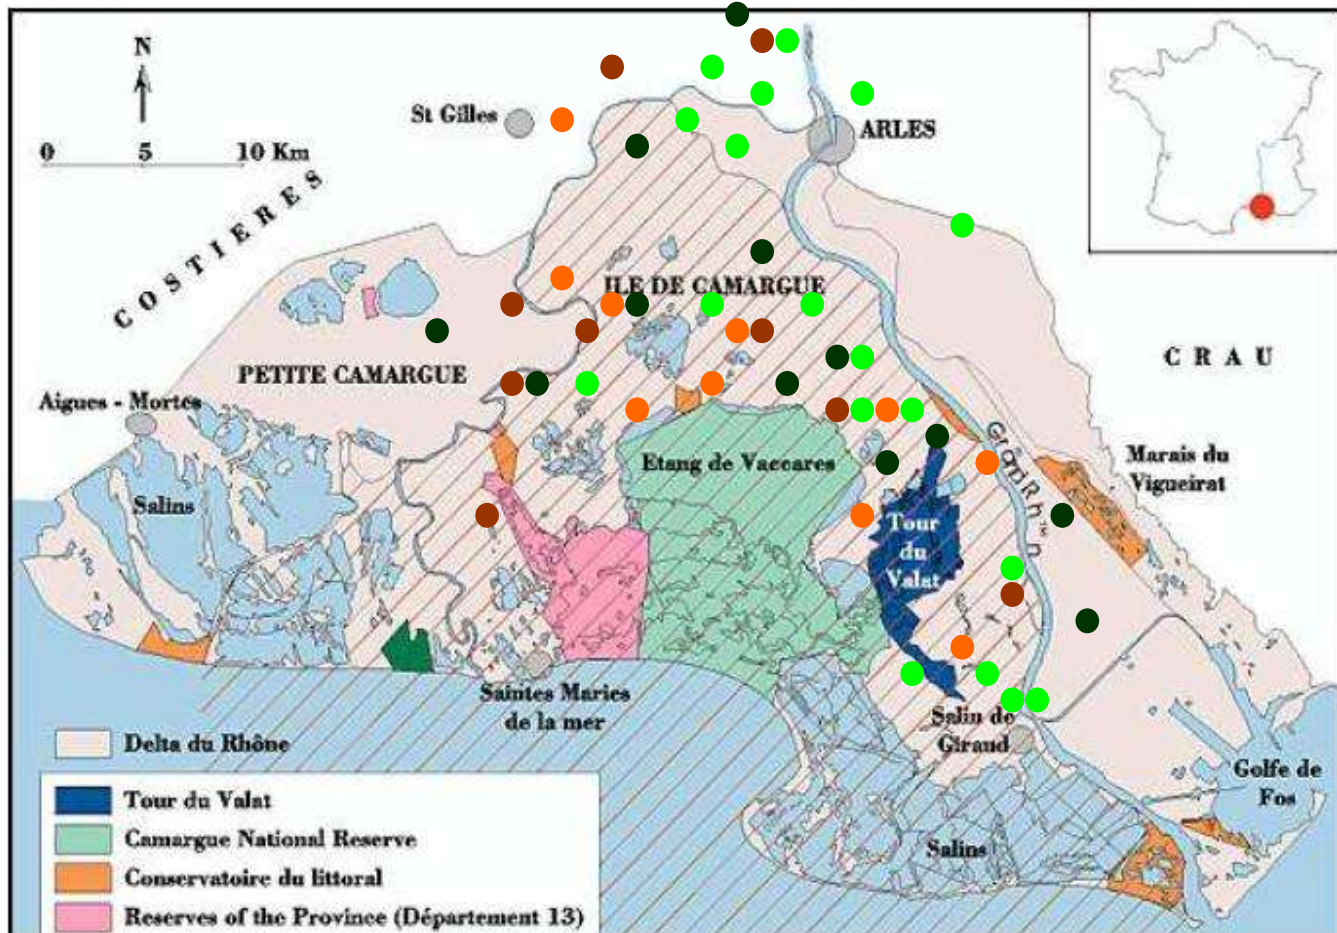 N
St Gilles
ARLES
0 5 10 Km
COSTIERES
ILE DE CAMARGUE
CRAU
PETITE CAMARGUE
Aigues - Mortes
Etang de Vaccares
Grand Rhôn
Marais du
Vigueirat
Salins
Tour
du
Valat
Saintes Maries
de la mer
Salin de
Giraud
Delta du Rhône
Golfe de
Fos
Tour du Valat
Camargue National Reserve
Salins
Conservatoire du littoral
Reserves of the Province (Département 13)